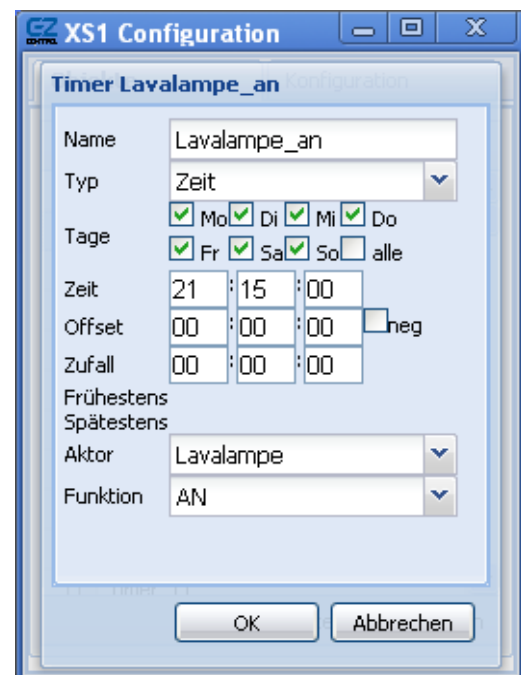 EZ CONTROL XS1 Configuration X
Konfiguration
Timer Lavalampe_an
Name Lavalampe_an
Typ Zeit
Tage
Mo Di Mi Do
Fr Sa So alle
Zeit 21 : 15 : 00
Offset 00 : 00 : 00 neg
Zufall 00 : 00 : 00
Frühestens
Spätestens
Aktor Lavalampe
Funktion AN
OK Abbrechen